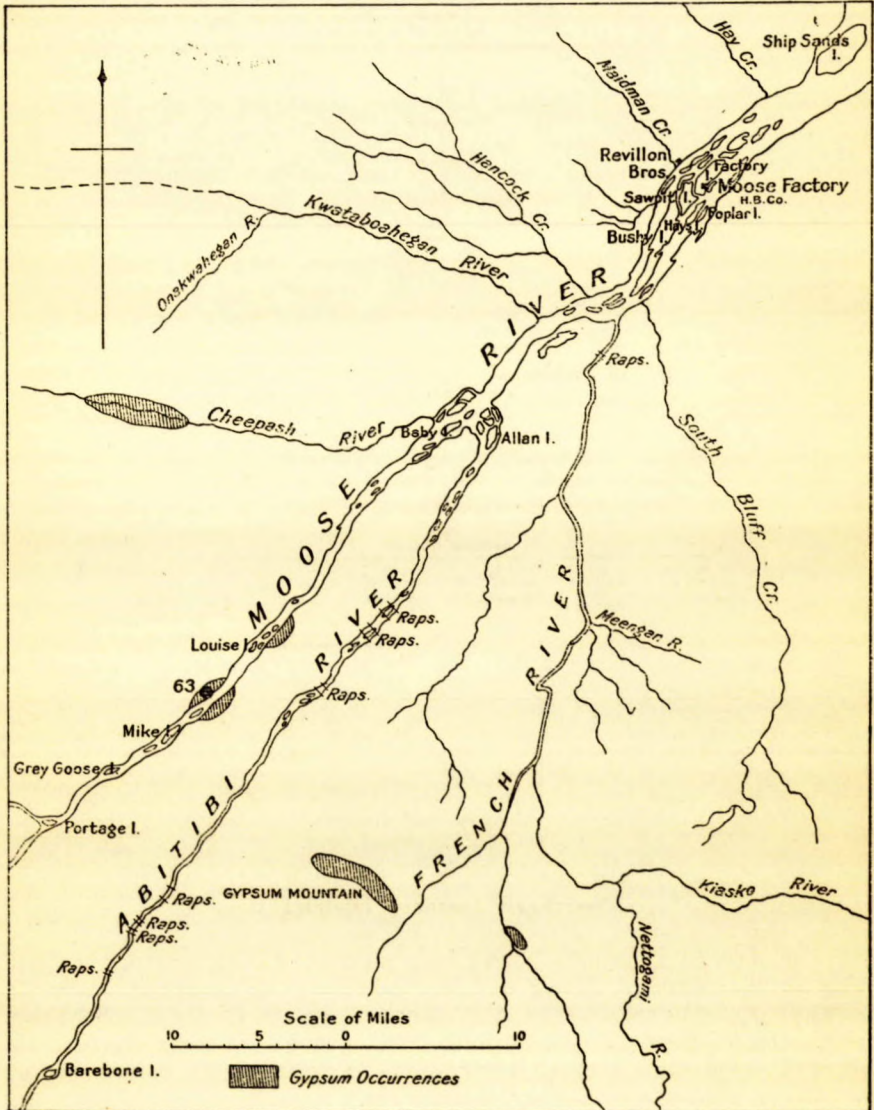 Ship Sands
I.
Hay Cr.
Maidman Cr.
Revillon
Bros.
Factory
I.
Moose Factory
H.B.Co.
Sawpit I.
Poplar I.
Hays I.
Bushy I.
Hencock Cr.
Kwataboahegan River
Onakwahegan R.
MOOSE RIVER
Raps.
Cheepash River
Baby I.
Allan I.
South Bluff Cr.
ABITIBI RIVER
Raps.
Raps.
Raps.
Louise I.
63
Mike I.
Grey Goose I.
Portage I.
FRENCH RIVER
Meengan R.
GYPSUM MOUNTAIN
Kiasko River
Nettogami R.
Raps.
Raps.
Raps.
Raps.
Barebone I.
Scale of Miles
10 5 0 10
Gypsum Occurrences